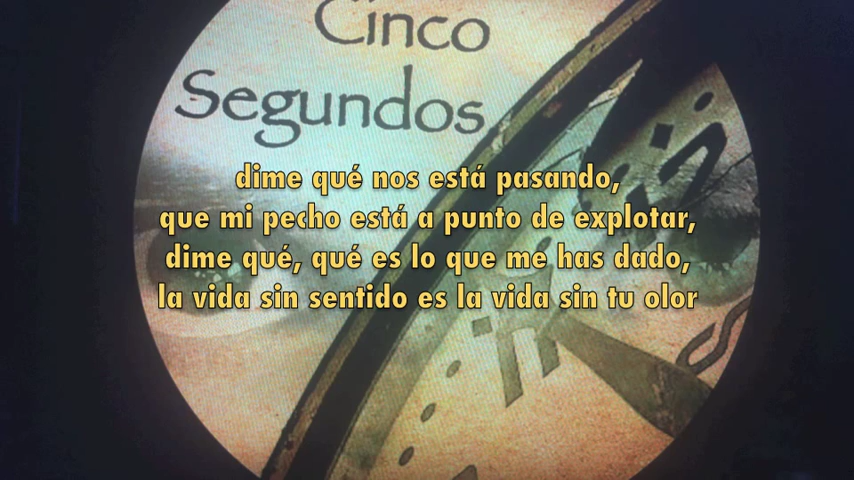 Cinco
Segundos
dime qué nos está pasando,
que mi pecho está a punto de explotar,
dime qué, qué es lo que me has dado,
la vida sin sentido es la vida sin tu olor